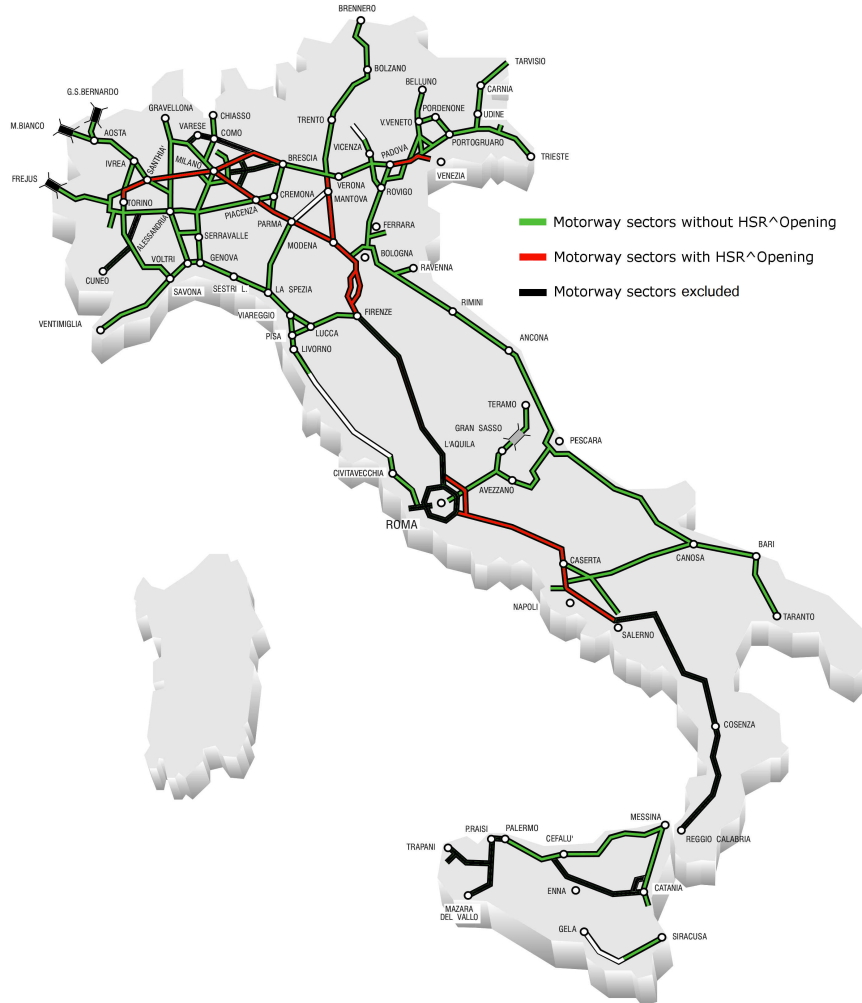 BRENNERO
TARVISIO
BOLZANO
G.S.BERNARDO
BELLUNO
CARNIA
GRAVELLONA
CHIASSO
PORDENONE
M.BIANCO
TRENTO
V.VENETO
UDINE
VARESE
COMO
AOSTA
PORTOGRUARO
VICENZA
PADOVA
IVREA
SANTHIA'
MILANO
BRESCIA
TRIESTE
VENEZIA
FREJUS
VERONA
ROVIGO
CREMONA
MANTOVA
TORINO
PIACENZA
Motorway sectors without HSR^Opening
PARMA
FERRARA
ALESSANDRIA
SERRAVALLE
MODENA
BOLOGNA
Motorway sectors with HSR^Opening
VOLTRI
GENOVA
RAVENNA
CUNEO
SAVONA
SESTRI L.
LA SPEZIA
Motorway sectors excluded
RIMINI
VIAREGGIO
FIRENZE
VENTIMIGLIA
LUCCA
PISA
ANCONA
LIVORNO
TERAMO
GRAN SASSO
PESCARA
L'AQUILA
CIVITAVECCHIA
AVEZZANO
ROMA
BARI
CANOSA
CASERTA
NAPOLI
TARANTO
SALERNO
COSENZA
MESSINA
P.RAISI
PALERMO
CEFALU'
REGGIO CALABRIA
TRAPANI
ENNA
CATANIA
MAZARA
DEL VALLO
GELA
SIRACUSA